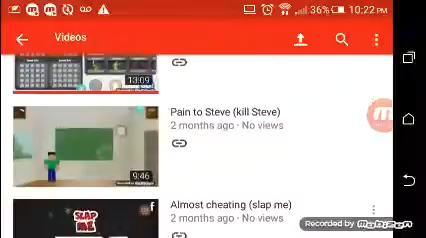 36% 10:22 PM
Videos
13:09
Pain to Steve (kill Steve)
2 months ago · No views
9:46
Almost cheating (slap me)
2 months ago · No views
SLAP
ME
Recorded by Mobizen